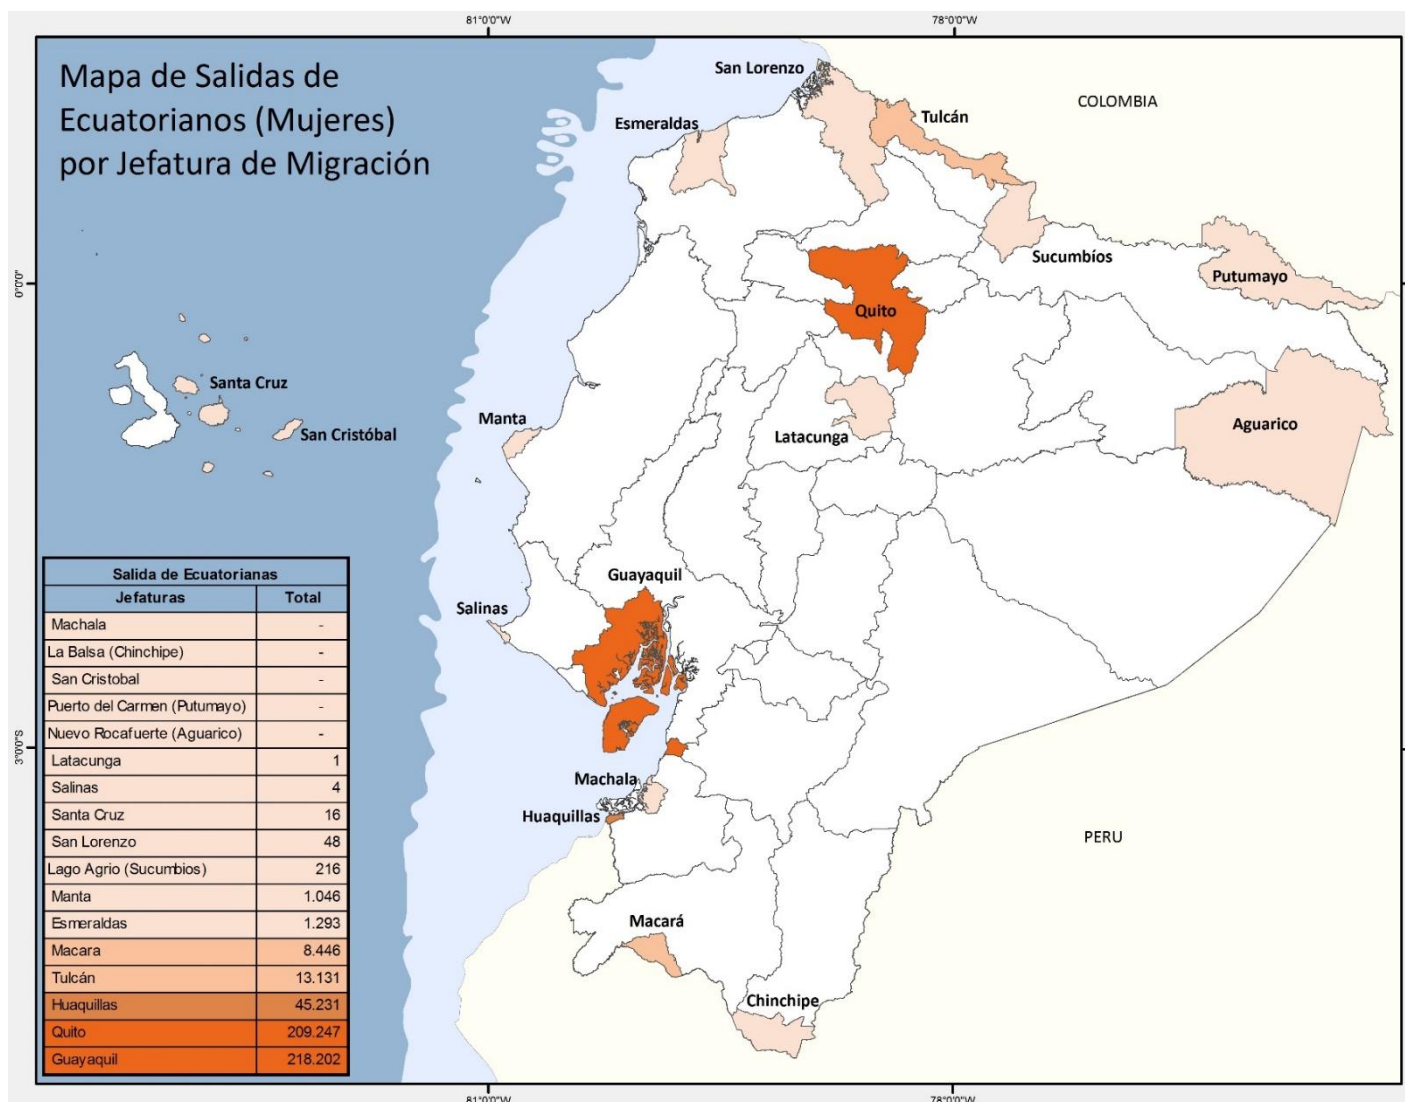 81°0'0"W
78°0'0"W
Mapa de Salidas de
Ecuatorianos (Mujeres)
por Jefatura de Migración
San Lorenzo
COLOMBIA
Tulcán
Esmeraldas
Sucumbíos
0°0'0"
Putumayo
Quito
Santa Cruz
Manta
San Cristóbal
Latacunga
Aguarico
Guayaquil
Salinas
Salida de Ecuatorianas
Jefaturas Total
Machala -
La Balsa (Chinchipe) -
San Cristobal -
Puerto del Carmen (Putumayo) -
Nuevo Rocafuerte (Aguarico) -
Latacunga 1
Salinas 4
Santa Cruz 16
San Lorenzo 48
Lago Agrio (Sucumbios) 216
Manta 1.046
Esmeraldas 1.293
Macara 8.446
Tulcán 13.131
Huaquillas 45.231
Quito 209.247
Guayaquil 218.202
3°0'0"S
Machala
Huaquillas
PERU
Macará
Chinchipe
81°0'0"W
78°0'0"W